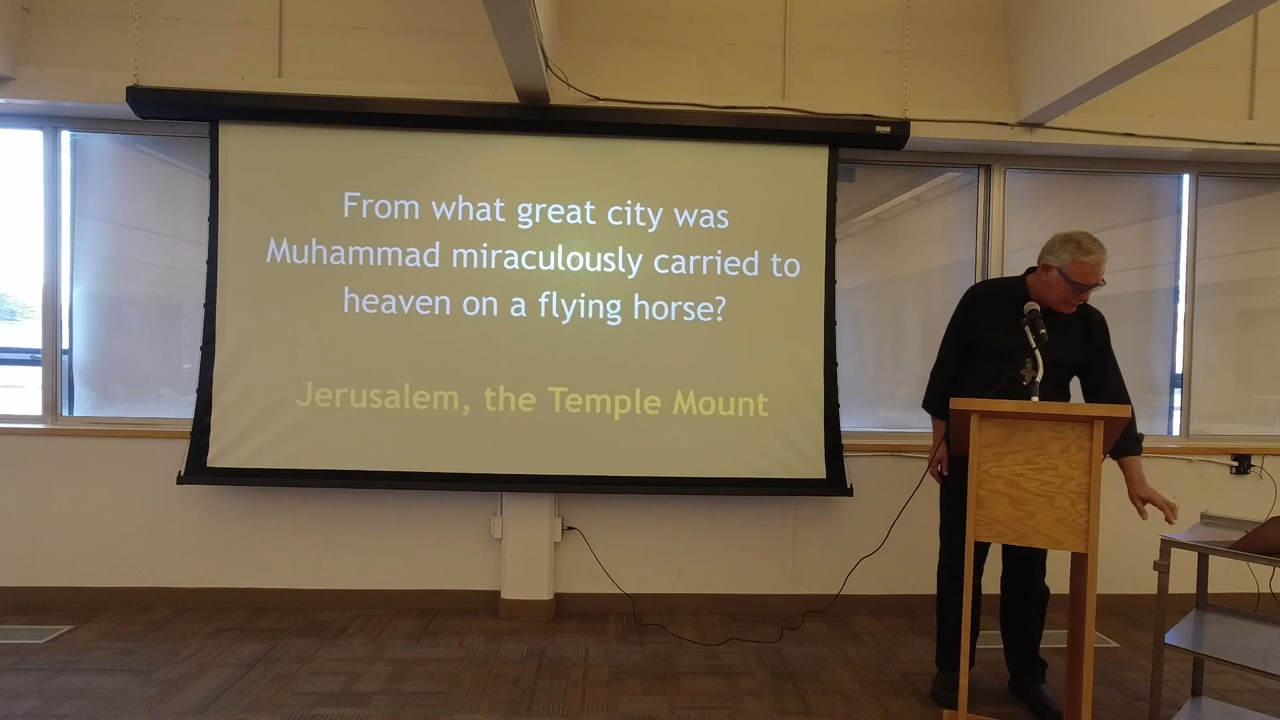 From what great city was
Muhammad miraculously carried to
heaven on a flying horse?
Jerusalem, the Temple Mount